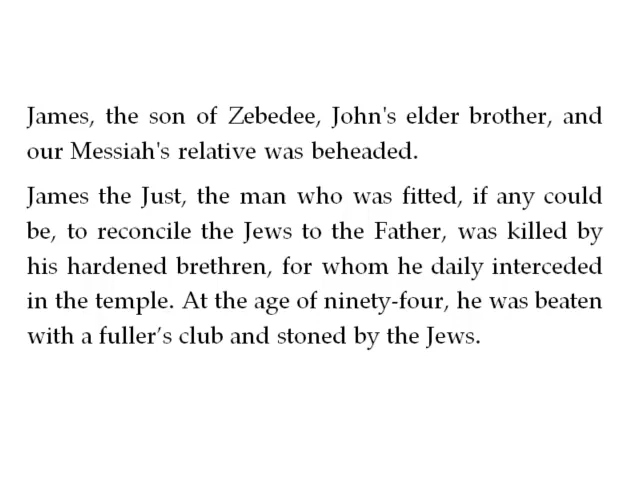 James, the son of Zebedee, John's elder brother, and
our Messiah's relative was beheaded.
James the Just, the man who was fitted, if any could
be, to reconcile the Jews to the Father, was killed by
his hardened brethren, for whom he daily interceded
in the temple. At the age of ninety-four, he was beaten
with a fuller’s club and stoned by the Jews.